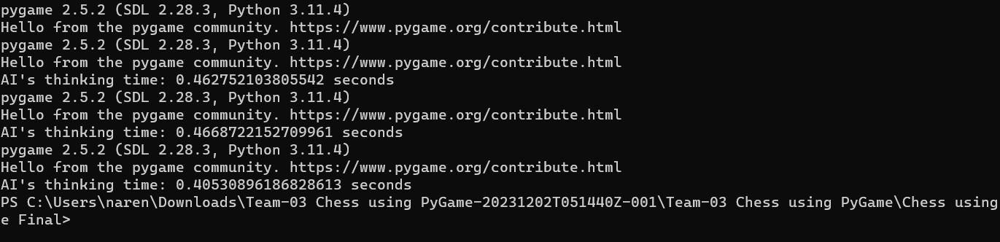 pygame 2.5.2 (SDL 2.28.3, Python 3.11.4)
Hello from the pygame community. https://www.pygame.org/contribute.html
pygame 2.5.2 (SDL 2.28.3, Python 3.11.4)
Hello from the pygame community. https://www.pygame.org/contribute.html
AI's thinking time: 0.462752103805542 seconds
pygame 2.5.2 (SDL 2.28.3, Python 3.11.4)
Hello from the pygame community. https://www.pygame.org/contribute.html
AI's thinking time: 0.4668722152709961 seconds
pygame 2.5.2 (SDL 2.28.3, Python 3.11.4)
Hello from the pygame community. https://www.pygame.org/contribute.html
AI's thinking time: 0.40530896186828613 seconds
PS C:\Users\naren\Downloads\Team-03 Chess using PyGame-20231202T051440Z-001\Team-03 Chess using PyGame\Chess using
e Final>